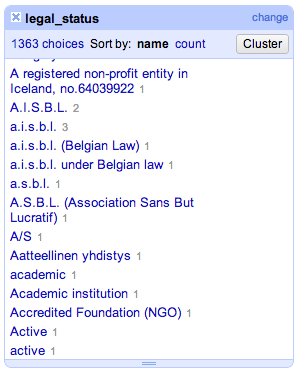 legal_status change
1363 choices Sort by: name count Cluster
A registered non-profit entity in
Iceland, no.64039922 1
A.I.S.B.L. 2
a.i.s.b.l. 3
a.i.s.b.l. (Belgian Law) 1
a.i.s.b.l. under Belgian law 1
a.s.b.l. 1
A.S.B.L. (Association Sans But
Lucratif) 1
A/S 1
Aatteellinen yhdistys 1
academic 1
Academic institution 1
Accredited Foundation (NGO) 1
Active 1
active 1